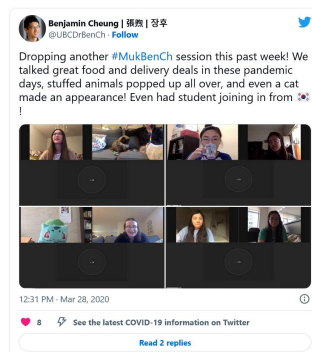 Benjamin Cheung | 張煦 | 장후
@UBCDrBenCh · Follow
Dropping another #MukBenCh session this past week! We
talked great food and delivery deals in these pandemic
days, stuffed animals popped up all over, and even a cat
made an appearance! Even had student joining in from 🇰🇷
!
12:31 PM · Mar 28, 2020
8 See the latest COVID-19 information on Twitter
Read 2 replies